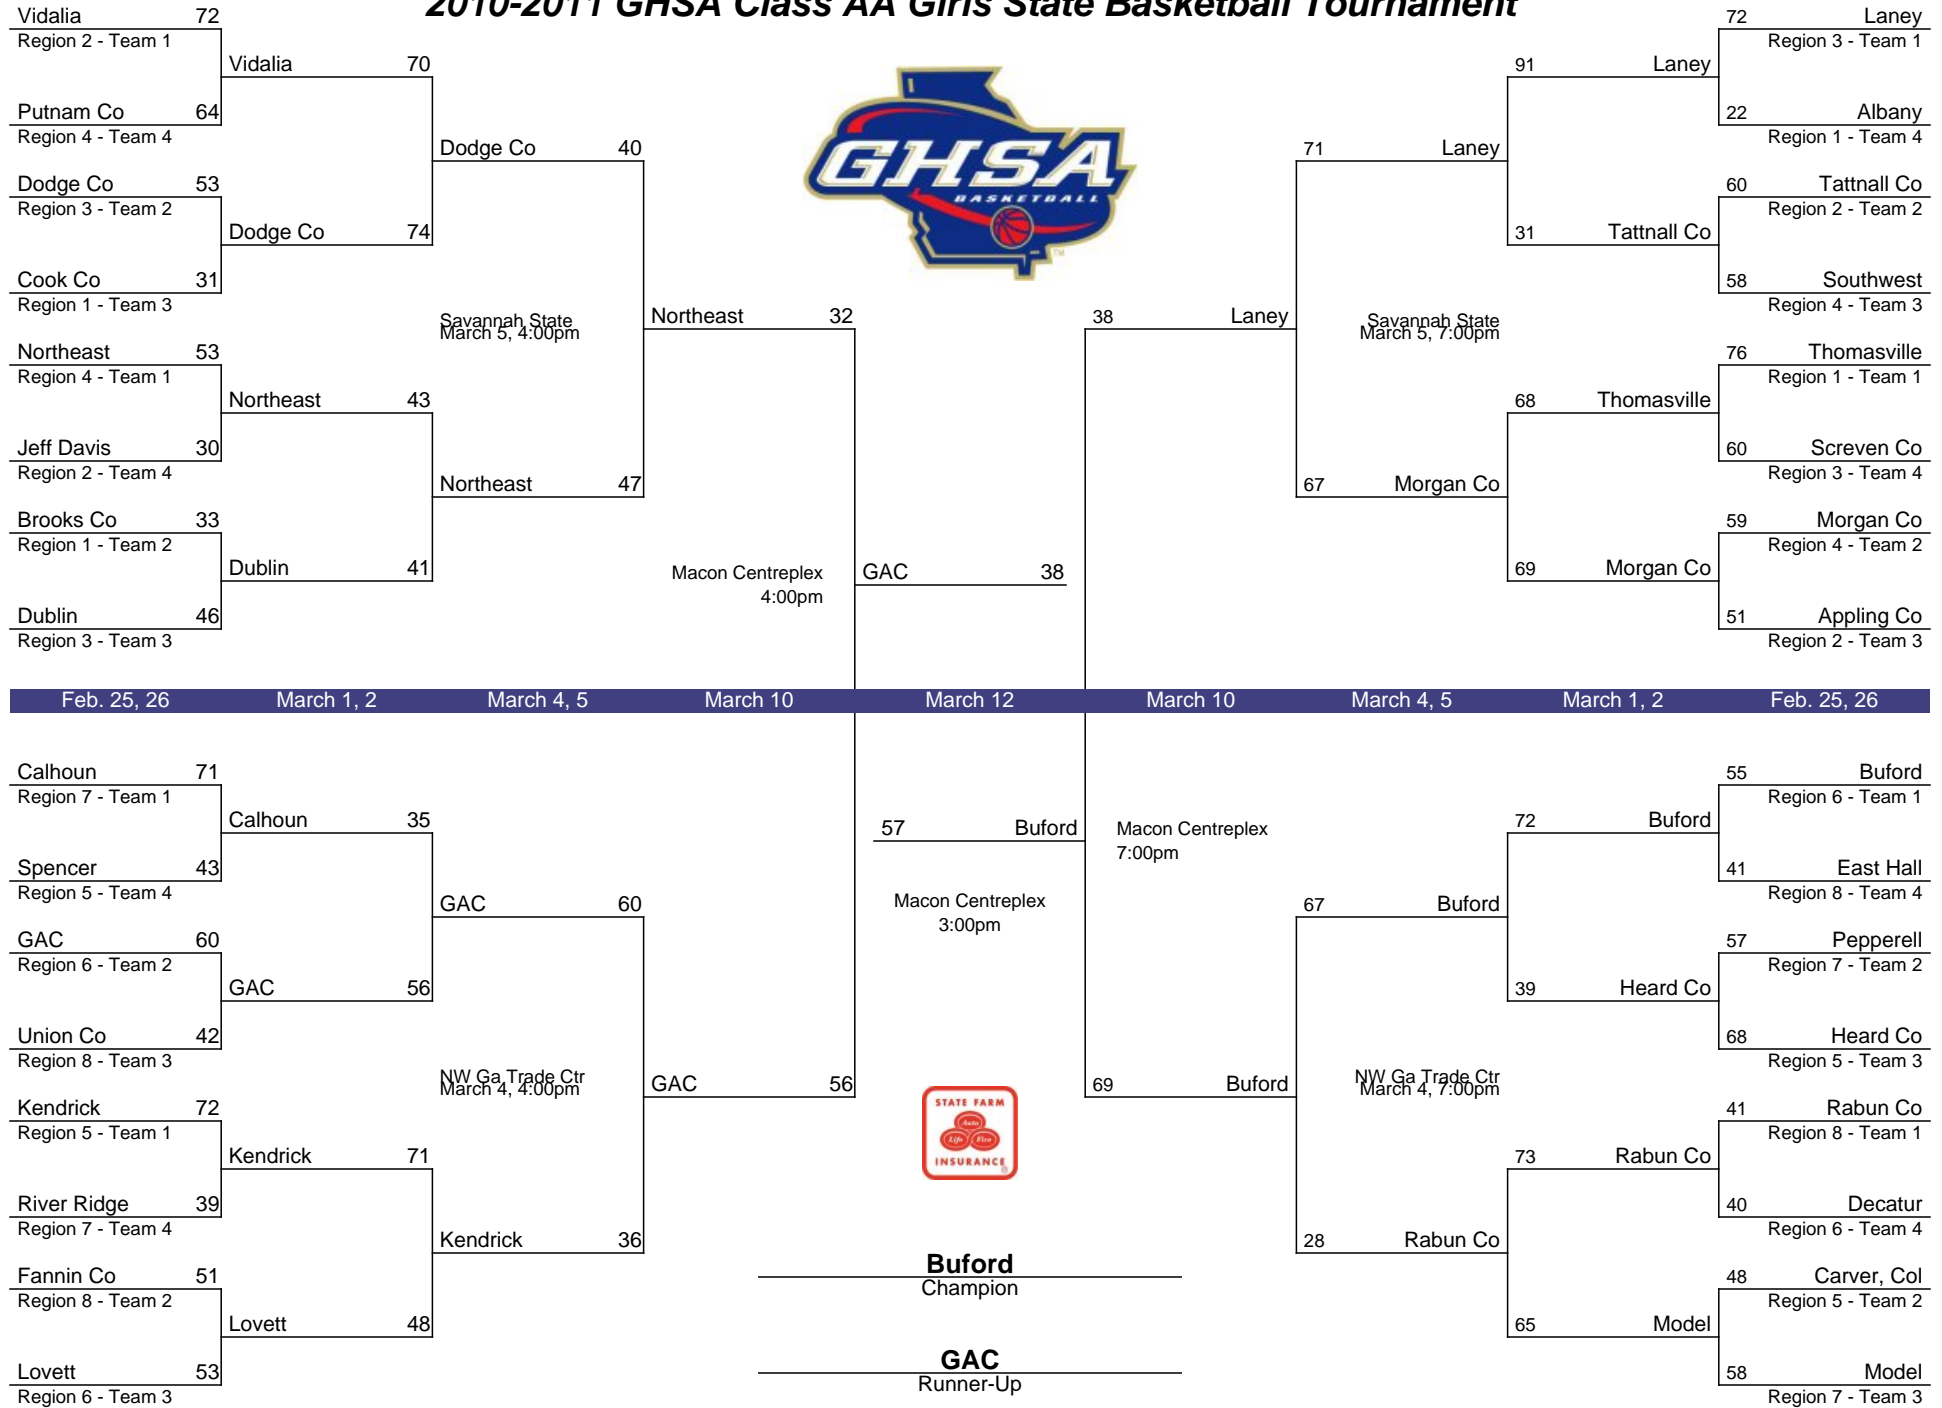 2010-2011 GHSA Class AA Girls State Basketball Tournament
Vidalia 72
Region 2 - Team 1
Putnam Co 64
Region 4 - Team 4
Dodge Co 53
Region 3 - Team 2
Cook Co 31
Region 1 - Team 3
Northeast 53
Region 4 - Team 1
Jeff Davis 30
Region 2 - Team 4
Brooks Co 33
Region 1 - Team 2
Dublin 46
Region 3 - Team 3
Vidalia 70
Dodge Co 74
Northeast 43
Dublin 41
Dodge Co 40
Savannah State
March 5, 4:00pm
Northeast 47
Northeast 32
Macon Centreplex
4:00pm
GAC 38
GHSA
BASKETBALL
TM
38 Laney
71 Laney
Savannah State
March 5, 7:00pm
67 Morgan Co
91 Laney
31 Tattnall Co
68 Thomasville
69 Morgan Co
72 Laney
Region 3 - Team 1
22 Albany
Region 1 - Team 4
60 Tattnall Co
Region 2 - Team 2
58 Southwest
Region 4 - Team 3
76 Thomasville
Region 1 - Team 1
60 Screven Co
Region 3 - Team 4
59 Morgan Co
Region 4 - Team 2
51 Appling Co
Region 2 - Team 3
Feb. 25, 26 March 1, 2 March 4, 5 March 10 March 12 March 10 March 4, 5 March 1, 2 Feb. 25, 26
Calhoun 71
Region 7 - Team 1
Spencer 43
Region 5 - Team 4
GAC 60
Region 6 - Team 2
Union Co 42
Region 8 - Team 3
Kendrick 72
Region 5 - Team 1
River Ridge 39
Region 7 - Team 4
Fannin Co 51
Region 8 - Team 2
Lovett 53
Region 6 - Team 3
Calhoun 35
GAC 56
Kendrick 71
Lovett 48
GAC 60
NW Ga Trade Ctr
March 4, 4:00pm
Kendrick 36
GAC 56
57 Buford
Macon Centreplex
3:00pm
Macon Centreplex
7:00pm
STATE FARM
Auto
Life Fire
INSURANCE
®
Buford
Champion
GAC
Runner-Up
69 Buford
67 Buford
NW Ga Trade Ctr
March 4, 7:00pm
28 Rabun Co
72 Buford
39 Heard Co
73 Rabun Co
65 Model
55 Buford
Region 6 - Team 1
41 East Hall
Region 8 - Team 4
57 Pepperell
Region 7 - Team 2
68 Heard Co
Region 5 - Team 3
41 Rabun Co
Region 8 - Team 1
40 Decatur
Region 6 - Team 4
48 Carver, Col
Region 5 - Team 2
58 Model
Region 7 - Team 3